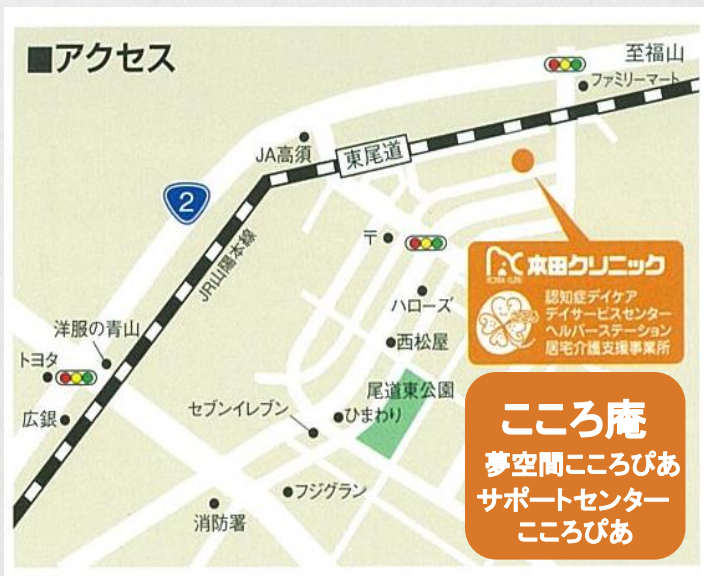 ■アクセス
至福山
ファミリーマート
JA高須
東尾道
2
JR山陽本線
〒
本田クリニック
認知症デイケア
デイサービスセンター
ヘルパーステーション
居宅介護支援事業所
ハローズ
西松屋
洋服の青山
トヨタ
広銀
尾道東公園
セブンイレブン
ひまわり
フジグラン
消防署
こころ庵
夢空間こころぴあ
サポートセンター
こころぴあ